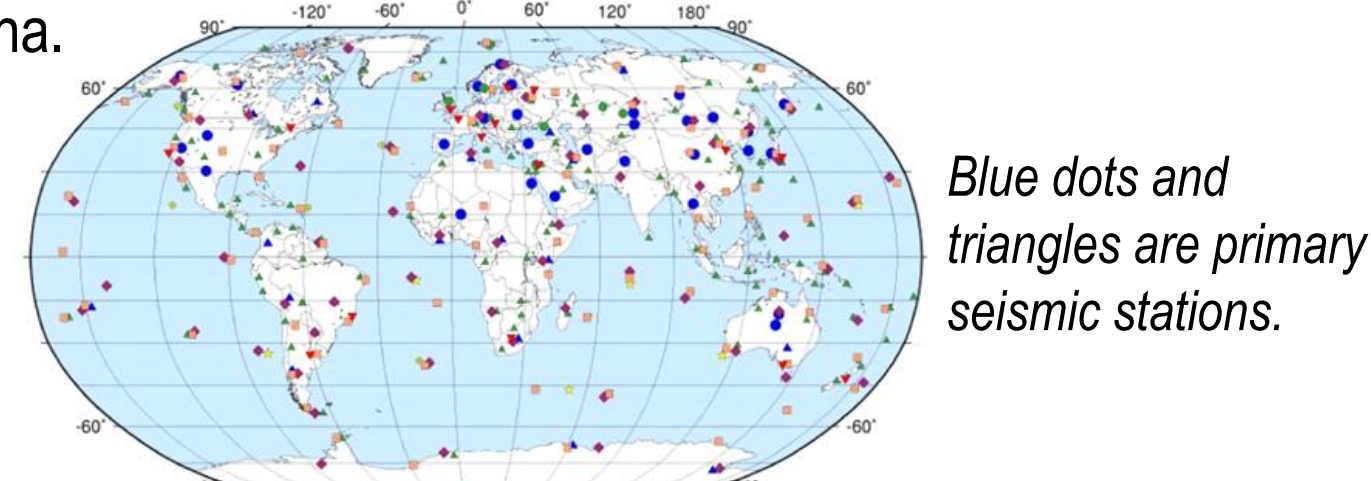 na.
-120° -60° 0° 60° 120° 180°
90° 90°
60° 60°
Blue dots and
triangles are primary
seismic stations.
-60° -60°